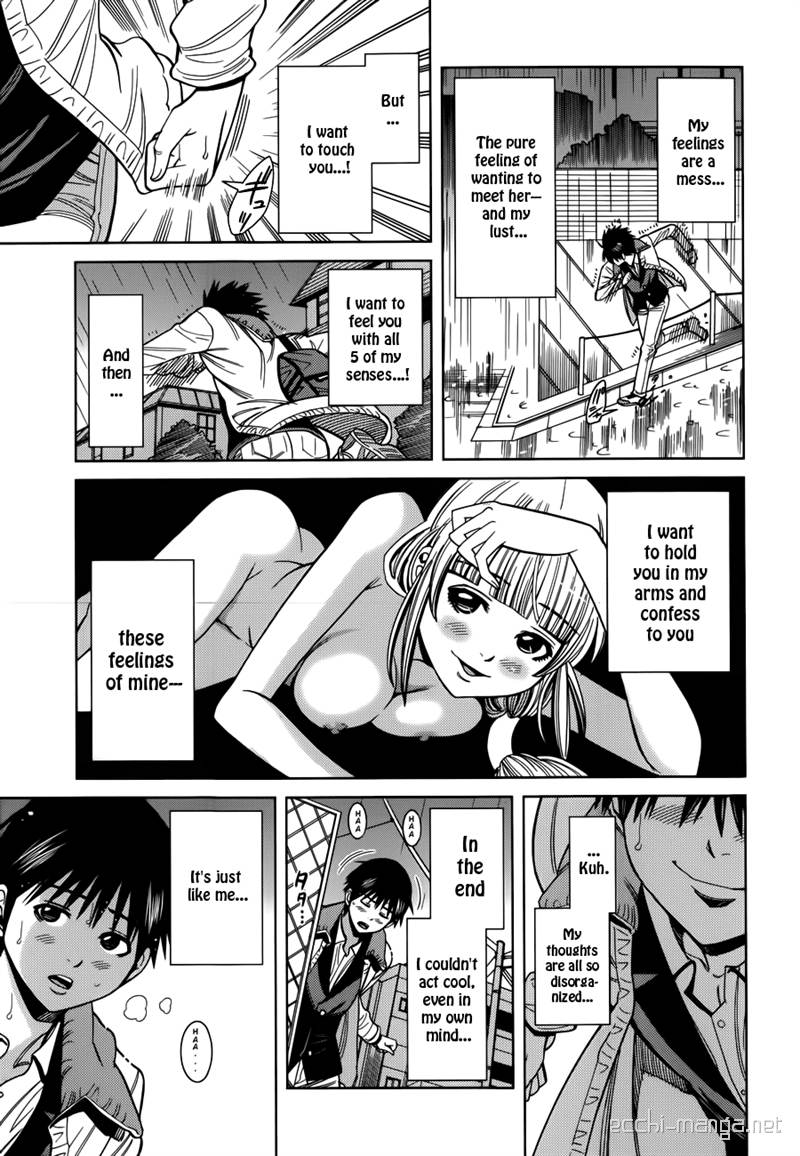 My
feelings
are a
mess...
The pure
feeling of
wanting to
meet her—
and my
lust...
But
...
I want
to touch
you...!
ギュッ
I want to
feel you
with all
5 of my
senses...!
And
then
...
I want
to hold
you in my
arms and
confess
to you
these
feelings
of mine---
...
Kuh.
My
thoughts
are all so
disorga-
nized...
In
the
end
I couldn't
act cool,
even in
my own
mind...
HAA
HAA
It's just
like me...
HAA....
ecchi-manga.net